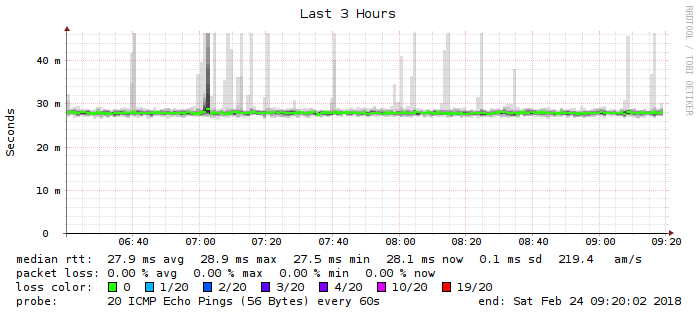 Last 3 Hours
RRDTOOL / TOBI OETIKER
Seconds
40 m
30 m
20 m
10 m
0
06:40 07:00 07:20 07:40 08:00 08:20 08:40 09:00 09:20
median rtt: 27.9 ms avg 28.9 ms max 27.5 ms min 28.1 ms now 0.1 ms sd 219.4 am/s
packet loss: 0.00 % avg 0.00 % max 0.00 % min 0.00 % now
loss color: 0 1/20 2/20 3/20 4/20 10/20 19/20
probe: 20 ICMP Echo Pings (56 Bytes) every 60s end: Sat Feb 24 09:20:02 2018